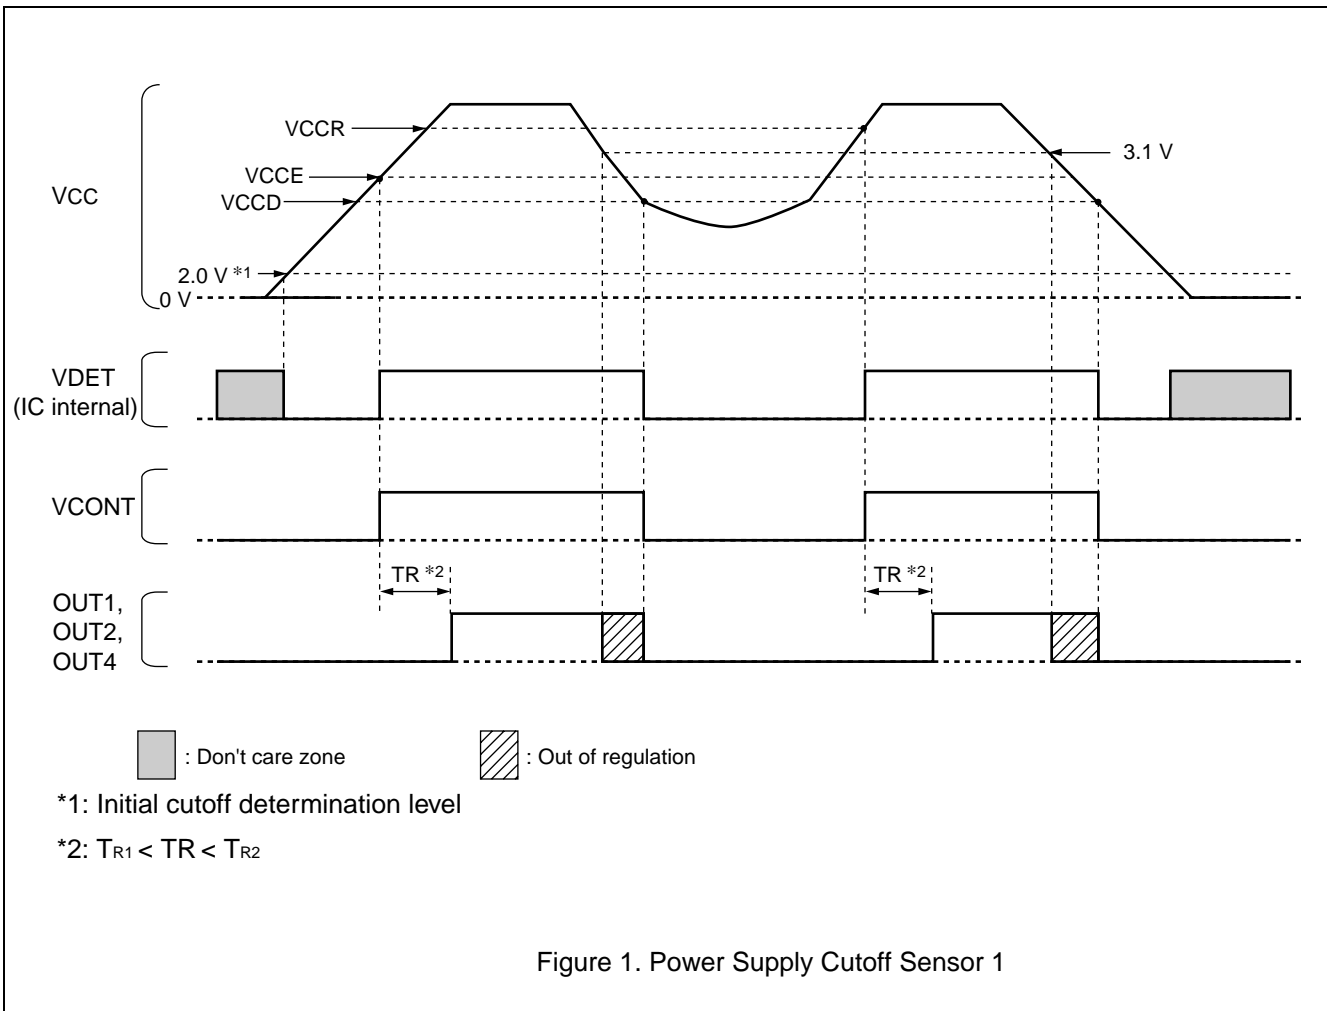 VCCR
3.1 V
VCCE
VCC
VCCD
2.0 V *1
0 V
VDET
(IC internal)
VCONT
TR *2
TR *2
OUT1,
OUT2,
OUT4
: Don't care zone
: Out of regulation
*1: Initial cutoff determination level
*2: TR1 < TR < TR2
Figure 1. Power Supply Cutoff Sensor 1